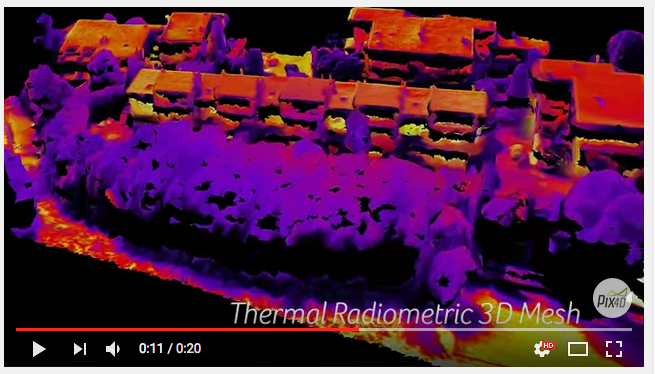 Thermal Radiometric 3D Mesh
PIX4D
0:11 / 0:20
HD